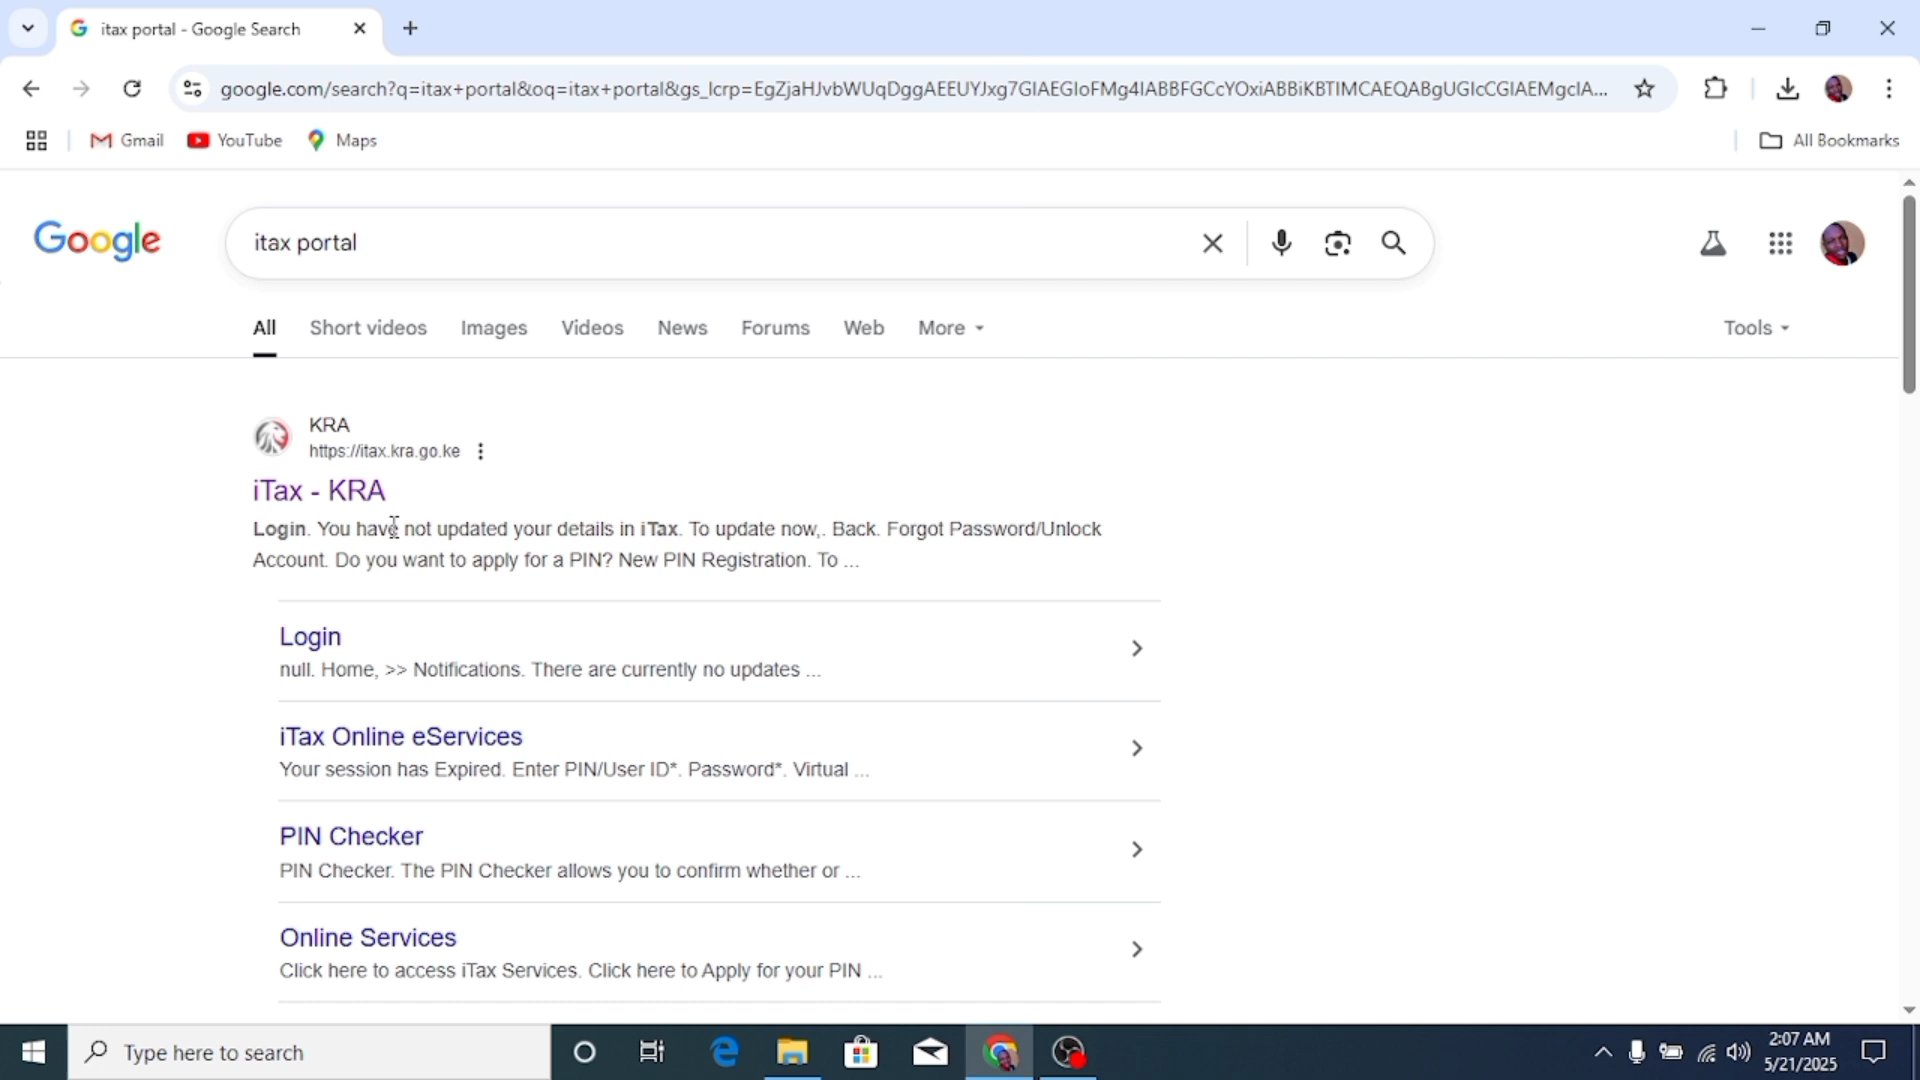 itax portal - Google Search
google.com/search?q=itax+portal&oq=itax+portal&gs_lcrp=EgZjaHJvbWUqDggAEEUYJxg7GIAEGIoFMg4IABBFGCcYOxiABBiKBTIMCAEQABgUGIcCGIAEMgcIA...
Gmail
YouTube
Maps
All Bookmarks
Google
itax portal
All
Short videos
Images
Videos
News
Forums
Web
More
Tools
KRA
https://itax.kra.go.ke
iTax - KRA
Login. You have not updated your details in iTax. To update now,. Back. Forgot Password/Unlock
Account. Do you want to apply for a PIN? New PIN Registration. To ...
Login
null. Home, >> Notifications. There are currently no updates ...
iTax Online eServices
Your session has Expired. Enter PIN/User ID*. Password*. Virtual ...
PIN Checker
PIN Checker. The PIN Checker allows you to confirm whether or ...
Online Services
Click here to access iTax Services. Click here to Apply for your PIN ...
Type here to search
2:07 AM
5/21/2025